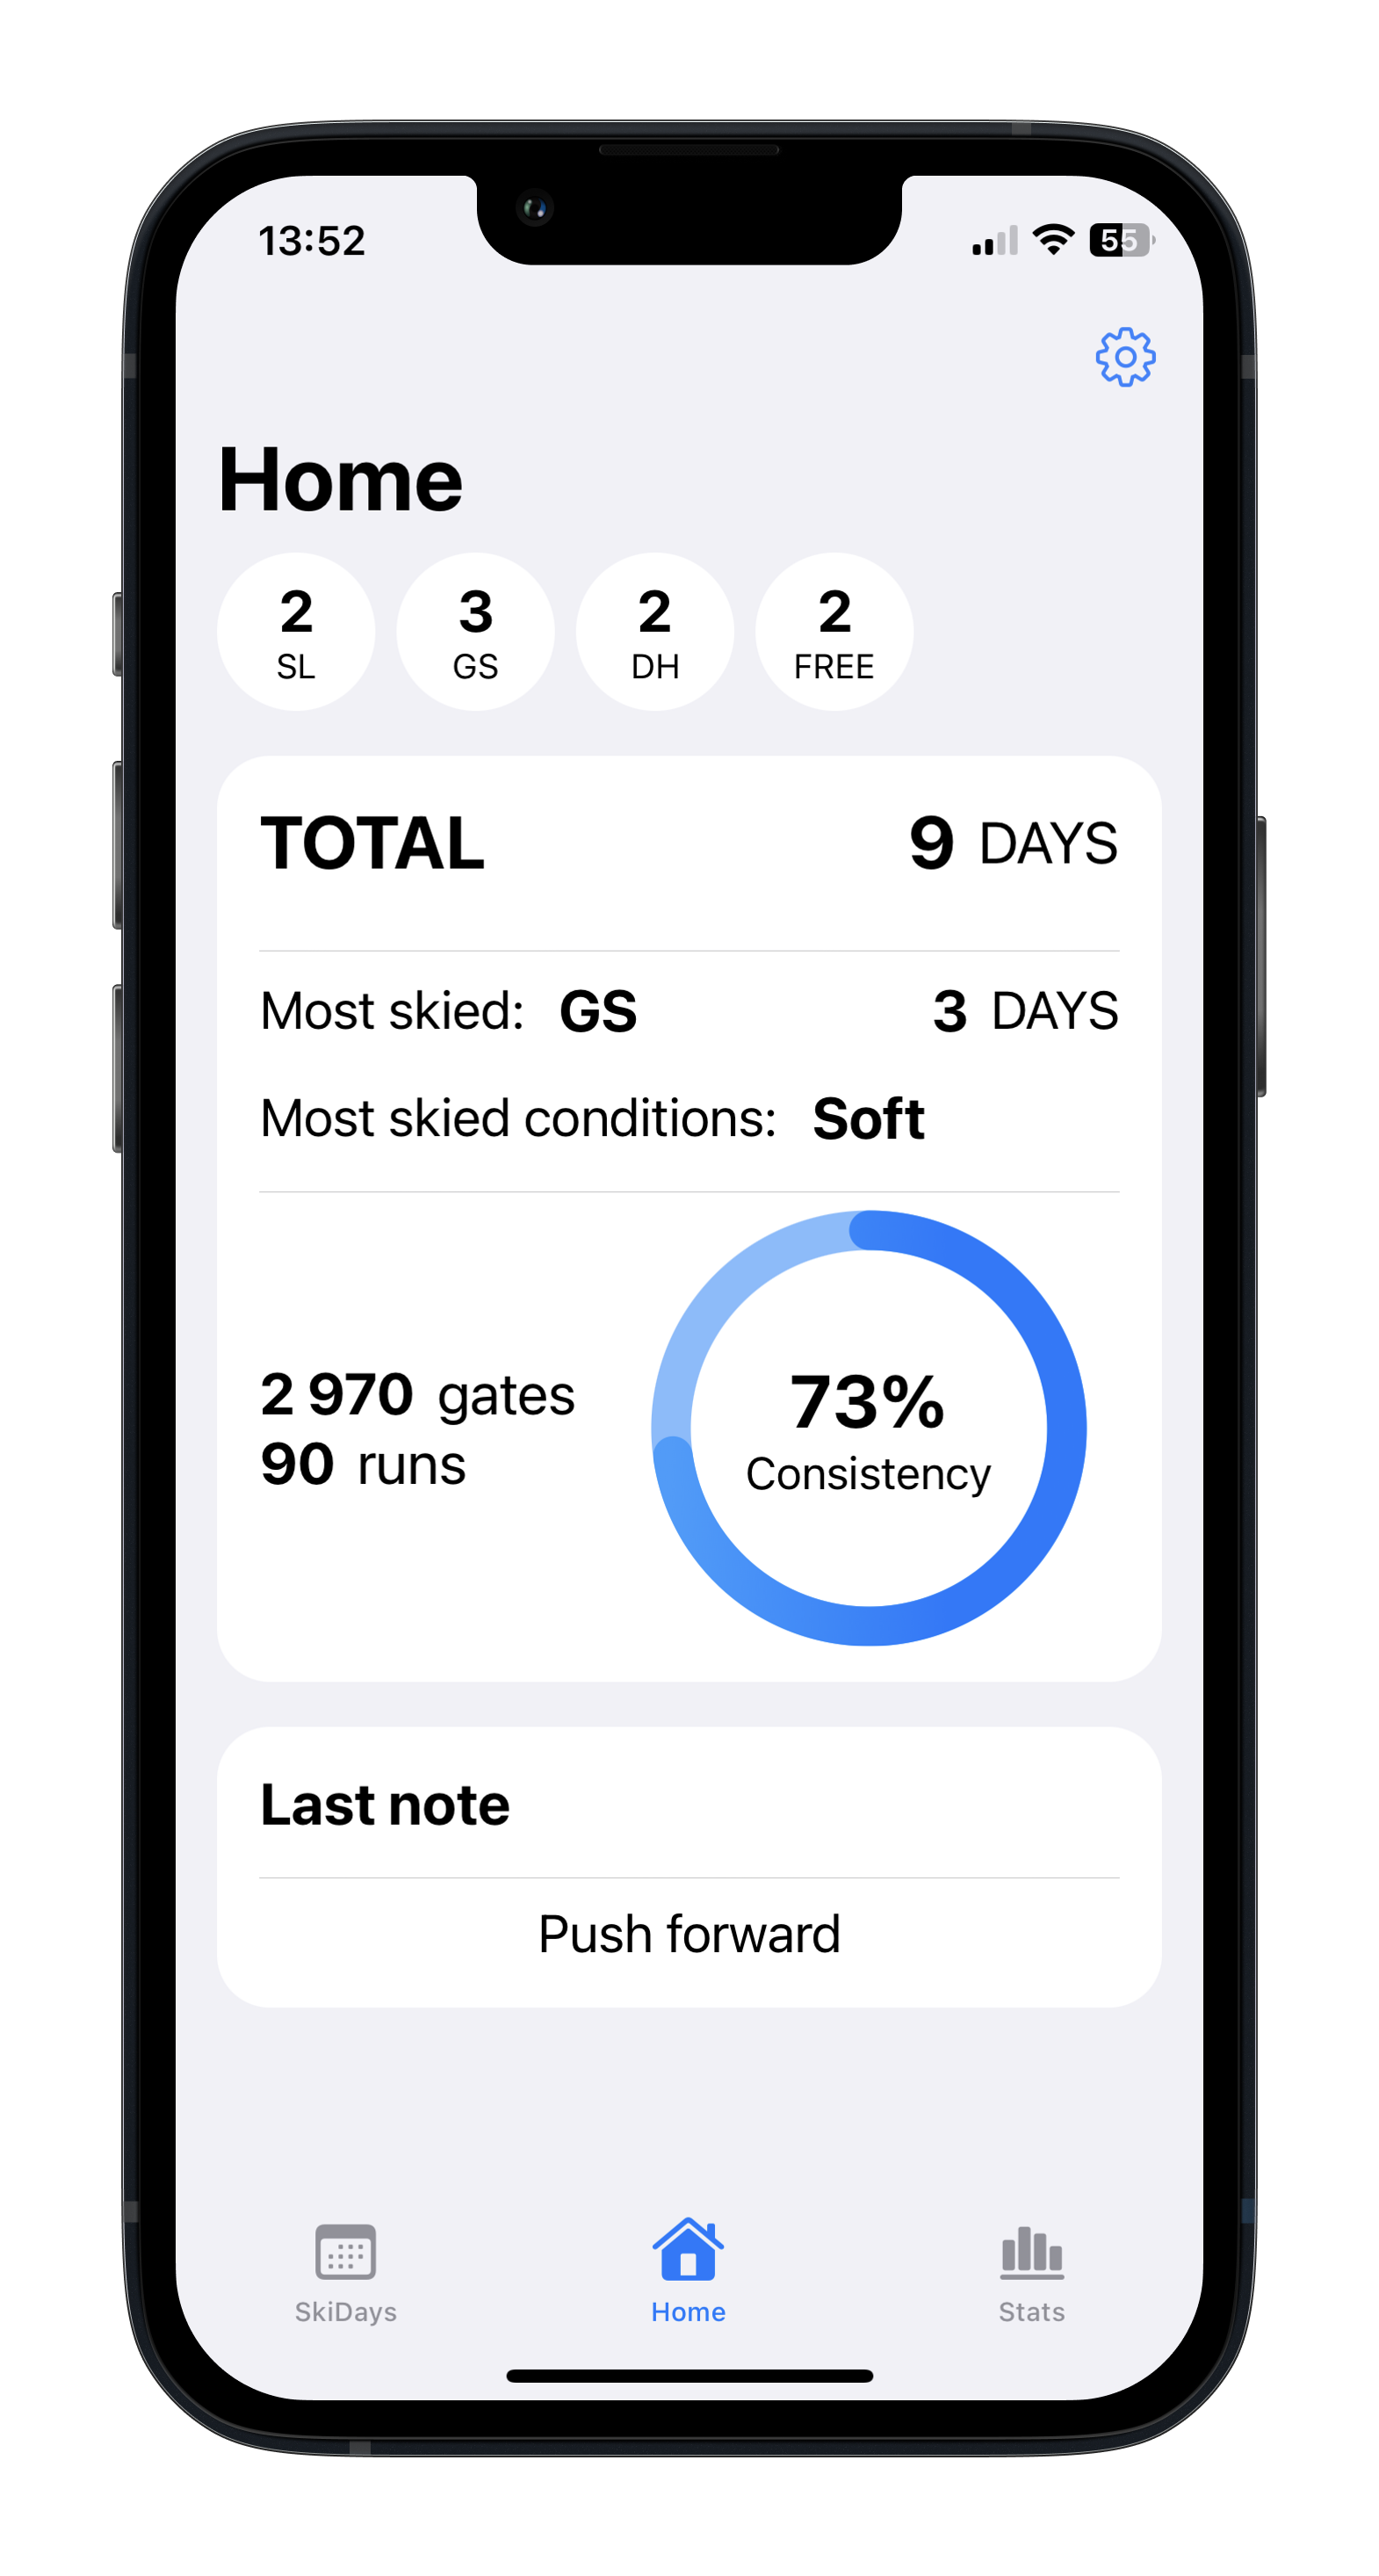 13:52
55
Home
2 3 2 2
SL GS DH FREE
TOTAL 9 DAYS
Most skied: GS 3 DAYS
Most skied conditions: Soft
2 970 gates
90 runs
73%
Consistency
Last note
Push forward
SkiDays Home Stats